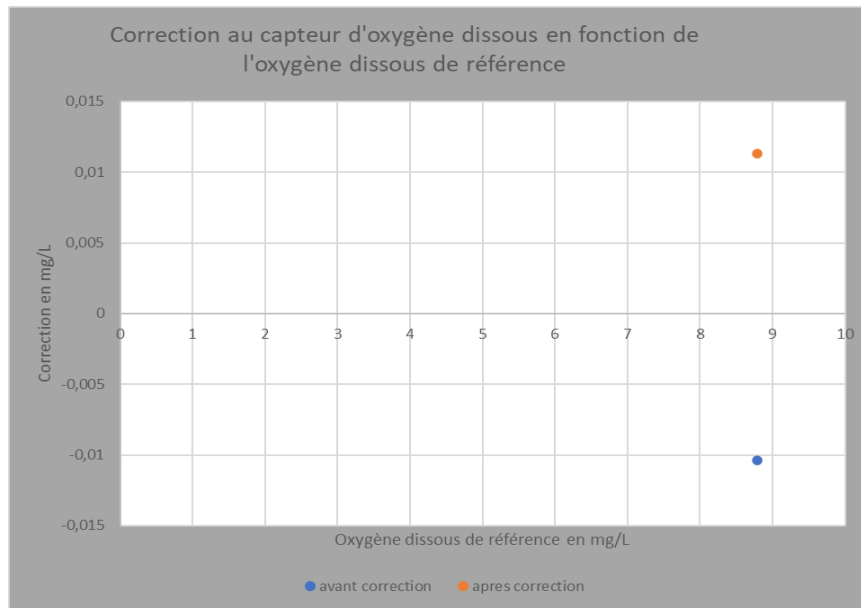 Correction au capteur d'oxygène dissous en fonction de
l'oxygène dissous de référence
0,015
0,01
0,005
0
-0,005
-0,01
-0,015
Correction en mg/L
0 1 2 3 4 5 6 7 8 9 10
Oxygène dissous de référence en mg/L
avant correction apres correction